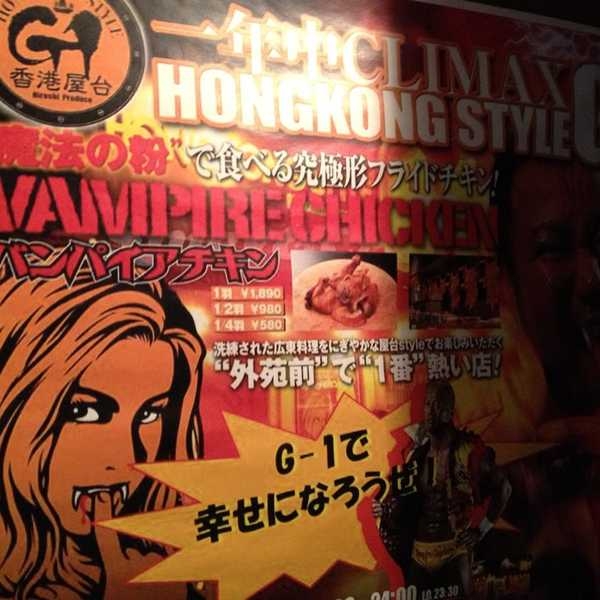 HONGKONG STYLE
香港屋台
Hiroshi Produce
一年中CLIMAX
HONGKONG STYLE
魔法の粉"で食べる究極形フライドチキン!
VAMPIRE CHICKEN
バンパイアチキン
1羽 ¥1,890
1/2羽 ¥980
1/4羽 ¥580
洗練された広東料理をにぎやかな屋台styleでお楽しみいただく
"外苑前"で"1番"熱い店!
G-1で
幸せになろうぜ!
24:00 L.O.23:30